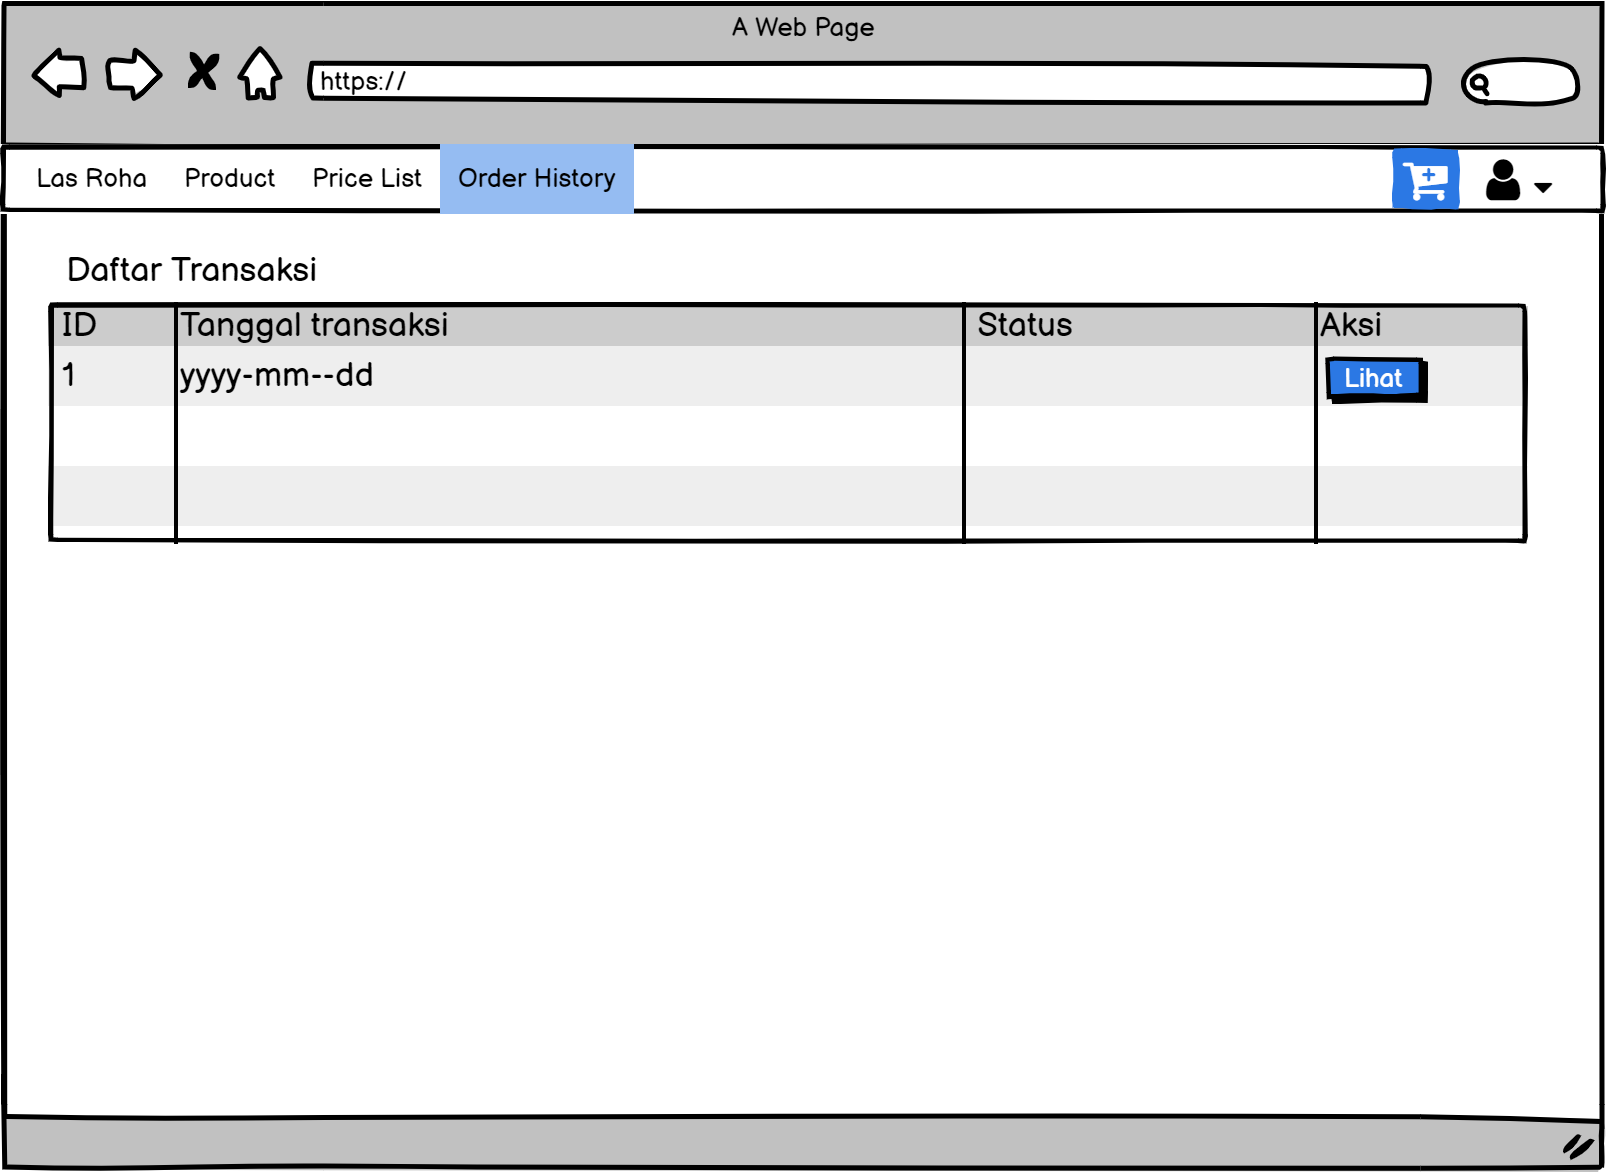 A Web Page
https://
Las Roha Product Price List Order History
Daftar Transaksi
ID Tanggal transaksi Status Aksi
1 yyyy-mm--dd Lihat